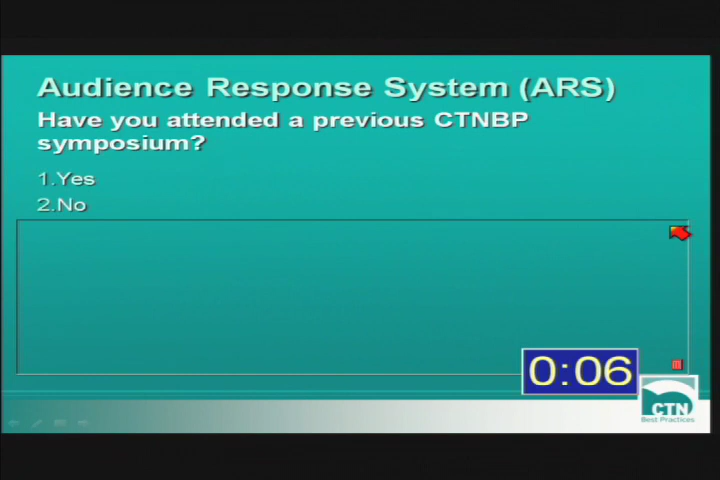 Audience Response System (ARS)
Have you attended a previous CTNBP
symposium?
1.Yes
2.No
0:06
CTN
Best Practices